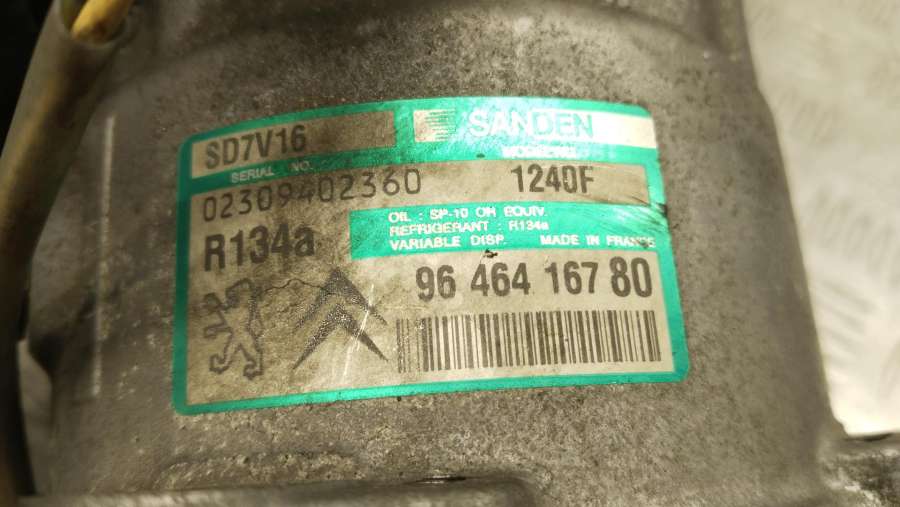 SD7V16
SANDEN
SERIAL NO.
02309402360
1240F
R134a
OIL : SP-10 OR EQUIV.
REFRIGERANT : R134a
VARIABLE DISP. MADE IN FRANCE
96 464 167 80